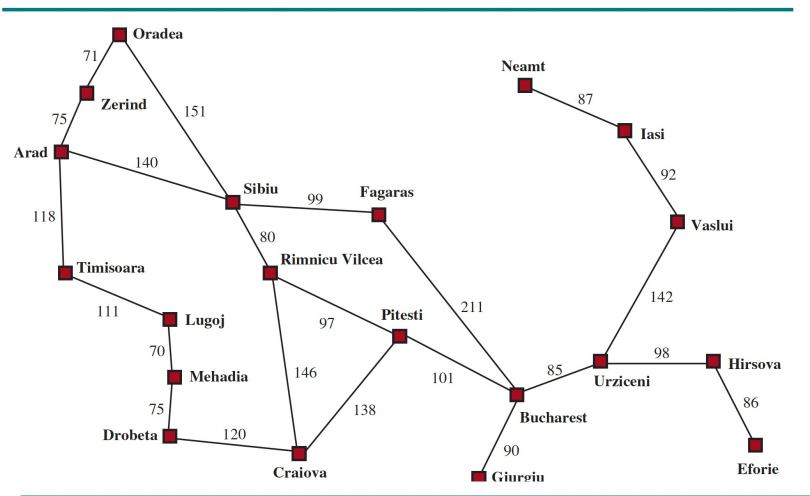 Oradea
71
Neamt
87
Zerind
151
75
Iasi
Arad
140
92
Sibiu
Fagaras
99
118
80
Vaslui
Rimnicu Vilcea
Timisoara
111
Lugoj
97
Pitesti
211
142
70
146
98
Hirsova
85
Urziceni
Mehadia
101
75
138
86
Bucharest
Drobeta
120
90
Craiova
Giurgiu
Eforie